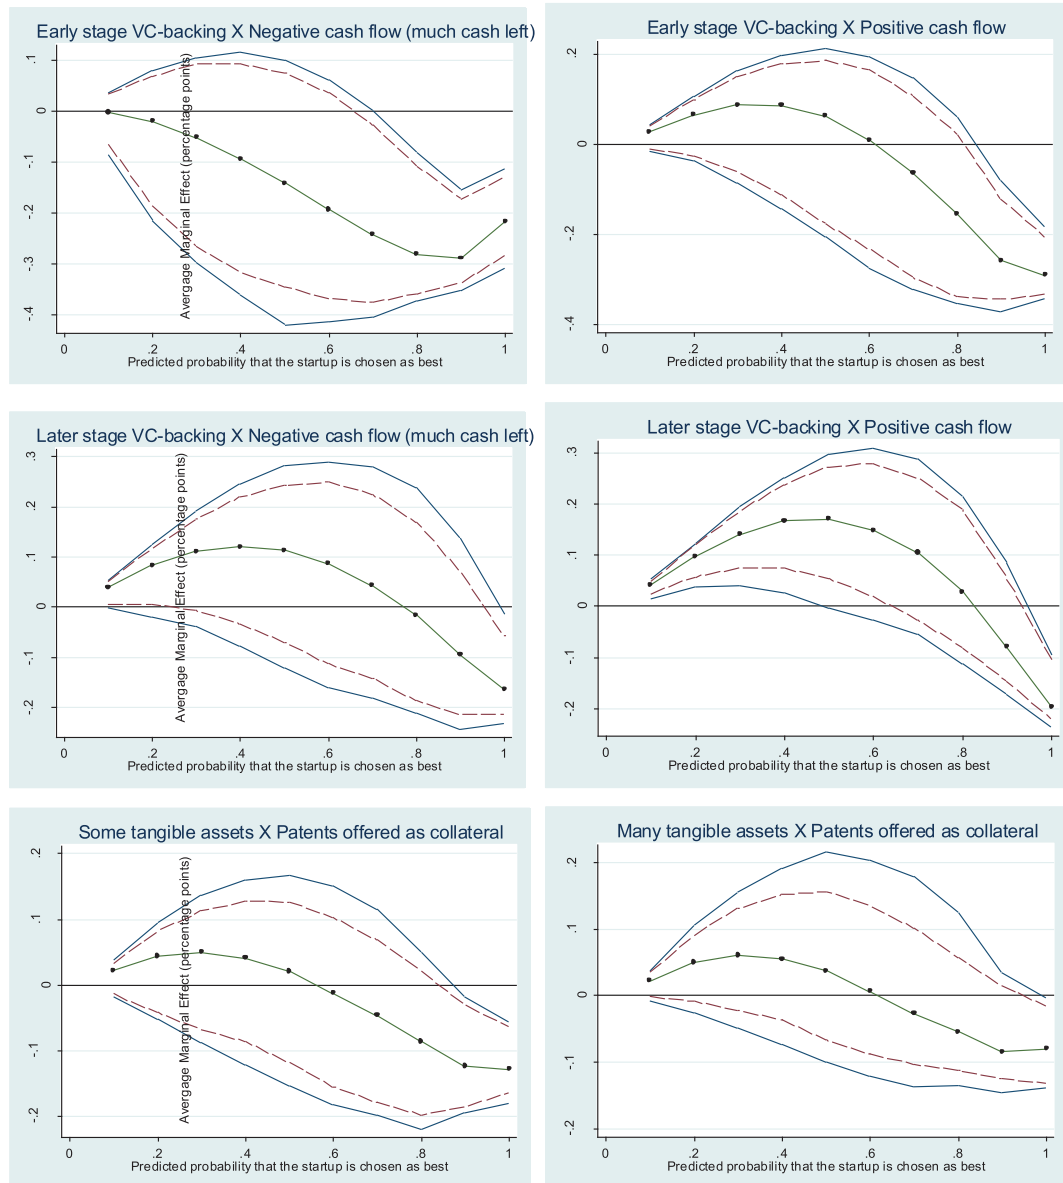 Early stage VC-backing X Negative cash flow (much cash left)
.1
0
-.1
-.2
-.3
-.4
Avergage Marginal Effect (percentage points)
0 .2 .4 .6 .8 1
Predicted probability that the startup is chosen as best
Early stage VC-backing X Positive cash flow
.2
0
-.2
-.4
0 .2 .4 .6 .8 1
Predicted probability that the startup is chosen as best
Later stage VC-backing X Negative cash flow (much cash left)
.3
.2
.1
0
-.1
-.2
Avergage Marginal Effect (percentage points)
0 .2 .4 .6 .8 1
Predicted probability that the startup is chosen as best
Later stage VC-backing X Positive cash flow
.3
.2
.1
0
-.1
-.2
0 .2 .4 .6 .8 1
Predicted probability that the startup is chosen as best
Some tangible assets X Patents offered as collateral
.2
.1
0
-.1
-.2
Avergage Marginal Effect (percentage points)
0 .2 .4 .6 .8 1
Predicted probability that the startup is chosen as best
Many tangible assets X Patents offered as collateral
.2
.1
0
-.1
-.2
0 .2 .4 .6 .8 1
Predicted probability that the startup is chosen as best